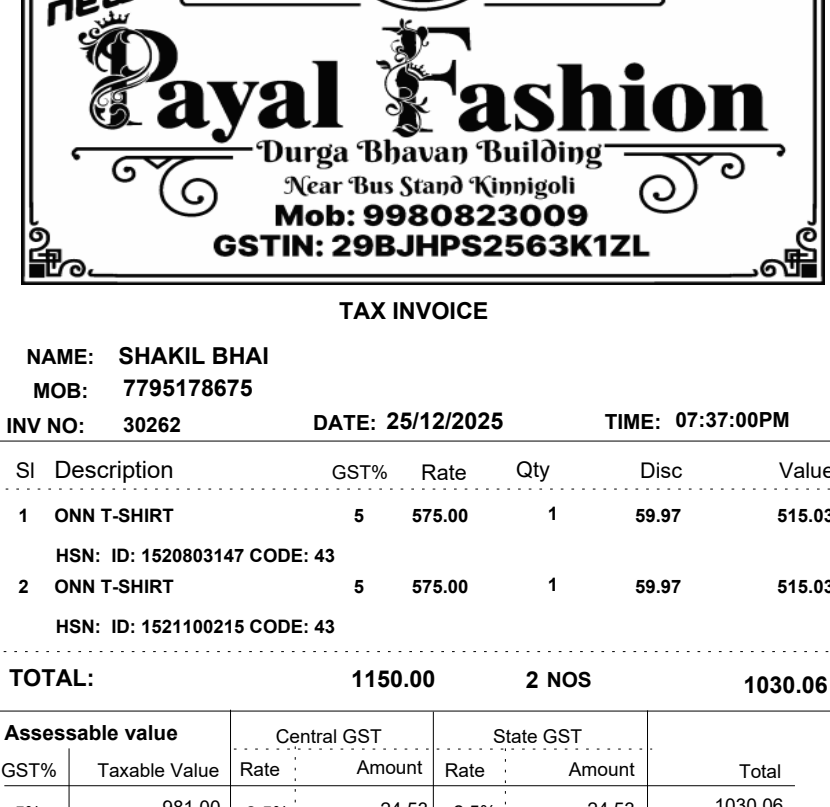 new
Payal Fashion
Durga Bhavan Building
Near Bus Stand Kinnigoli
Mob: 9980823009
GSTIN: 29BJHPS2563K1ZL
TAX INVOICE
NAME: SHAKIL BHAI
MOB: 7795178675
INV NO: 30262 DATE: 25/12/2025 TIME: 07:37:00PM
Sl Description GST% Rate Qty Disc Value
1 ONN T-SHIRT 5 575.00 1 59.97 515.03
HSN: ID: 1520803147 CODE: 43
2 ONN T-SHIRT 5 575.00 1 59.97 515.03
HSN: ID: 1521100215 CODE: 43
TOTAL: 1150.00 2 NOS 1030.06
Assessable value Central GST State GST
GST% Taxable Value Rate Amount Rate Amount Total
981.00 24.53 24.53 1030.06